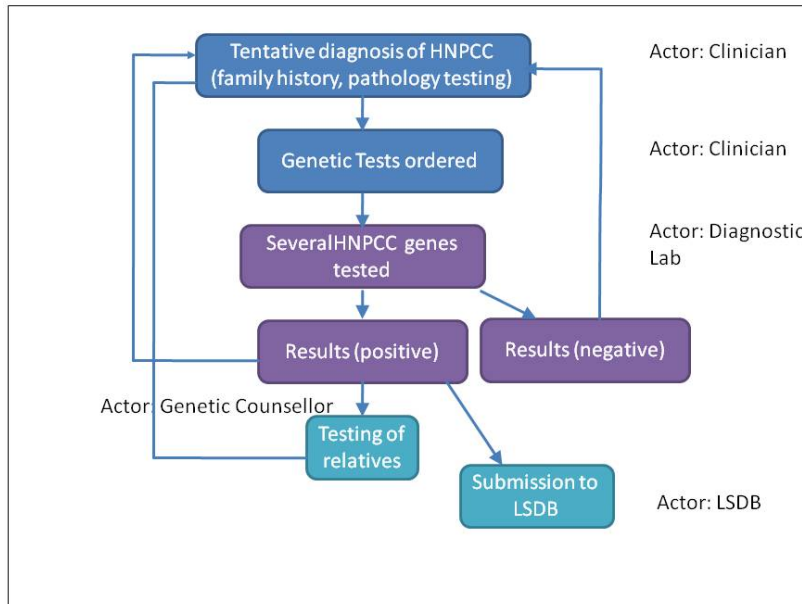 Tentative diagnosis of HNPCC
(family history, pathology testing)
Actor: Clinician
Genetic Tests ordered
Actor: Clinician
SeveralHNPCC genes
tested
Actor: Diagnostic
Lab
Results (positive)
Results (negative)
Actor: Genetic Counsellor
Testing of
relatives
Submission to
LSDB
Actor: LSDB